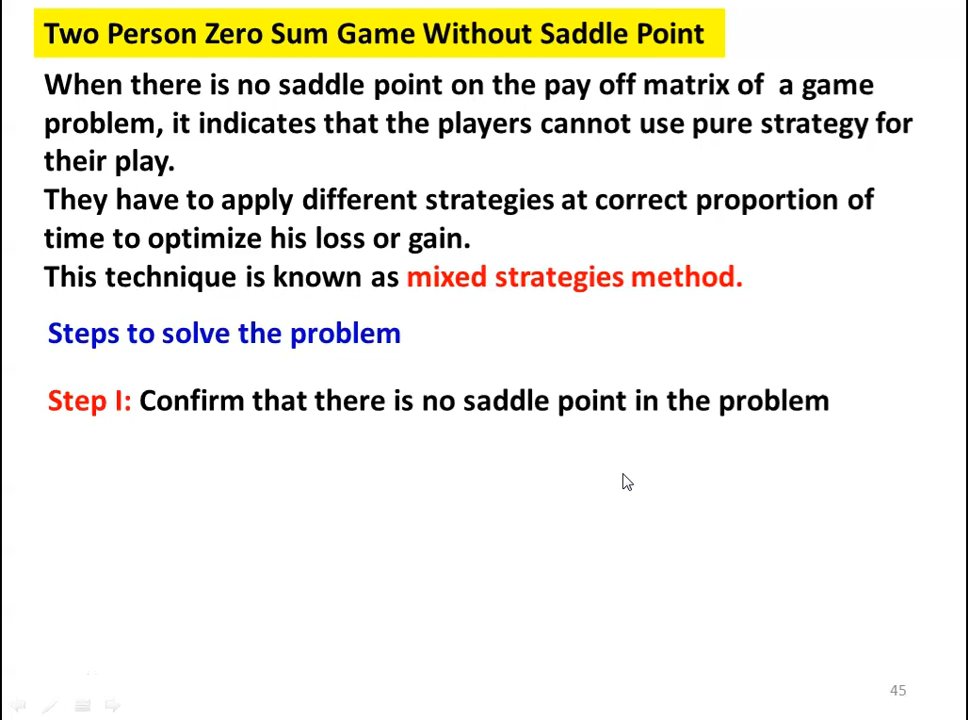 Two Person Zero Sum Game Without Saddle Point
When there is no saddle point on the pay off matrix of a game
problem, it indicates that the players cannot use pure strategy for
their play.
They have to apply different strategies at correct proportion of
time to optimize his loss or gain.
This technique is known as mixed strategies method.
Steps to solve the problem
Step I: Confirm that there is no saddle point in the problem
45